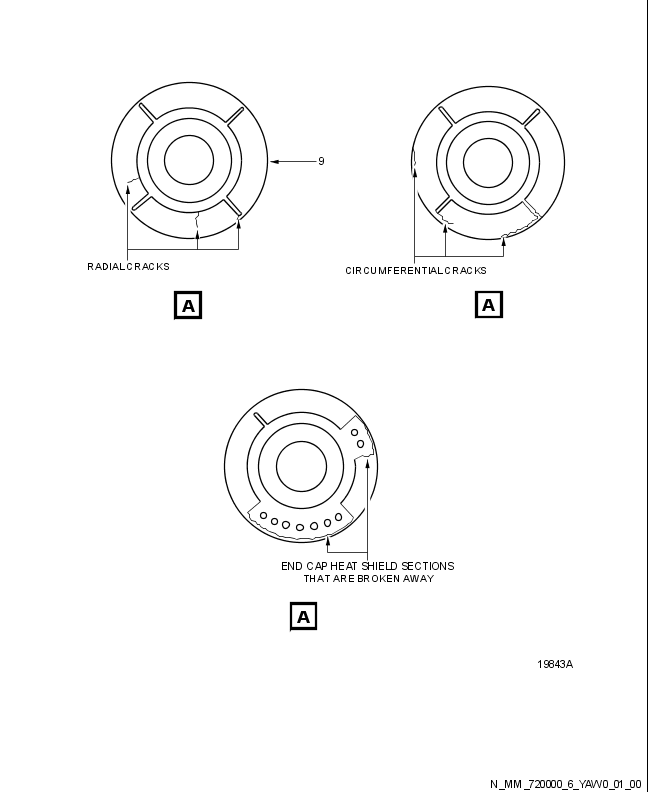 9
RADIAL CRACKS
CIRCUMFERENTIAL CRACKS
A
A
END CAP HEAT SHIELD SECTIONS
THAT ARE BROKEN AWAY
A
19843A
N_MM_720000_6_YAW0_01_00